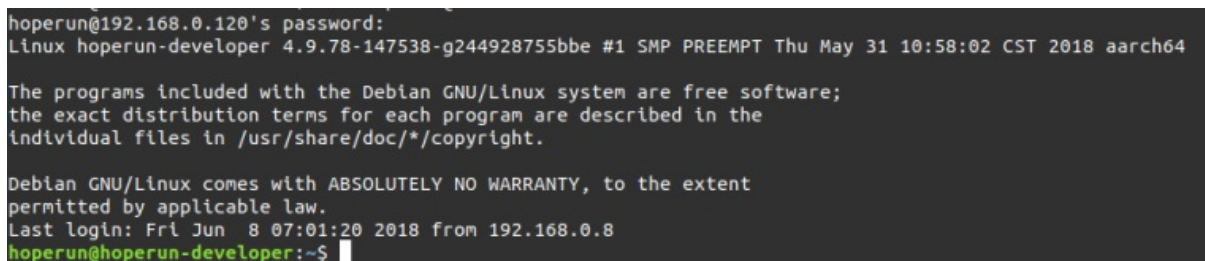 hoperun@192.168.0.120's password:
Linux hoperun-developer 4.9.78-147538-g244928755bbe #1 SMP PREEMPT Thu May 31 10:58:02 CST 2018 aarch64
The programs included with the Debian GNU/Linux system are free software;
the exact distribution terms for each program are described in the
individual files in /usr/share/doc/*/copyright.
Debian GNU/Linux comes with ABSOLUTELY NO WARRANTY, to the extent
permitted by applicable law.
Last login: Fri Jun  8 07:01:20 2018 from 192.168.0.8
hoperun@hoperun-developer:~$